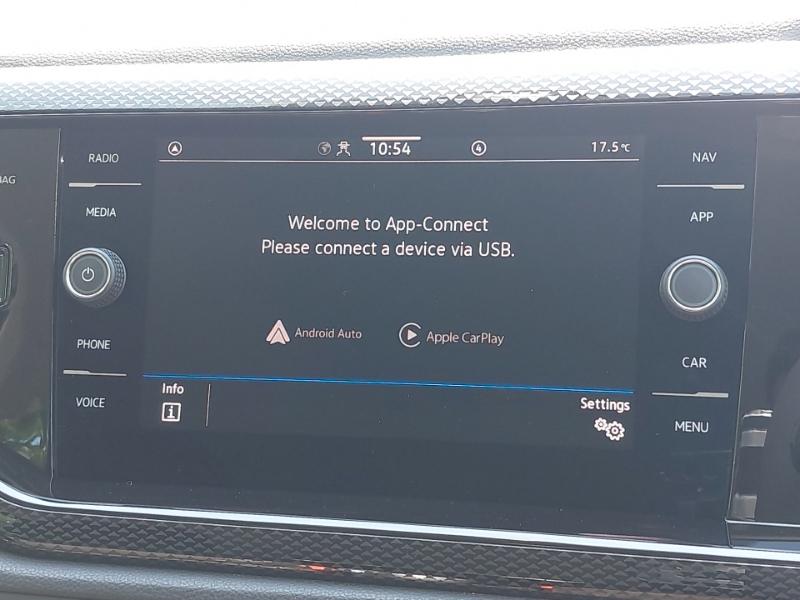 10:54
4
17.5°C
RADIO
MEDIA
PHONE
VOICE
NAV
APP
CAR
MENU
Welcome to App-Connect
Please connect a device via USB.
Android Auto
Apple CarPlay
Info
i
Settings